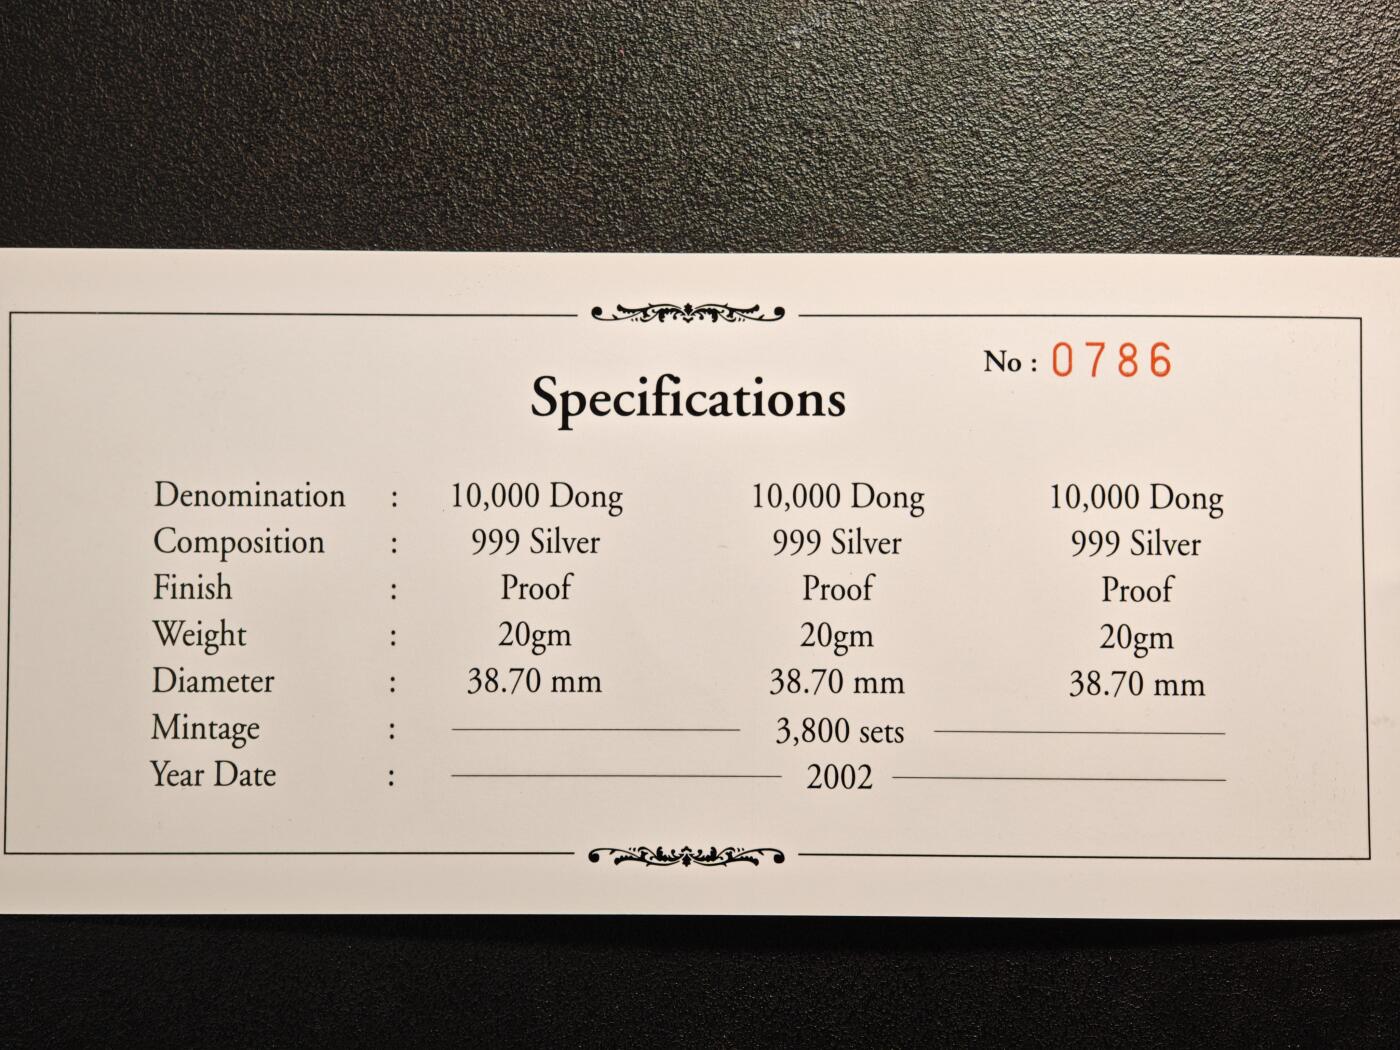 No : 0786
Specifications
Denomination : 10,000 Dong 10,000 Dong 10,000 Dong
Composition : 999 Silver 999 Silver 999 Silver
Finish : Proof Proof Proof
Weight : 20gm 20gm 20gm
Diameter : 38.70 mm 38.70 mm 38.70 mm
Mintage : 3,800 sets
Year Date : 2002